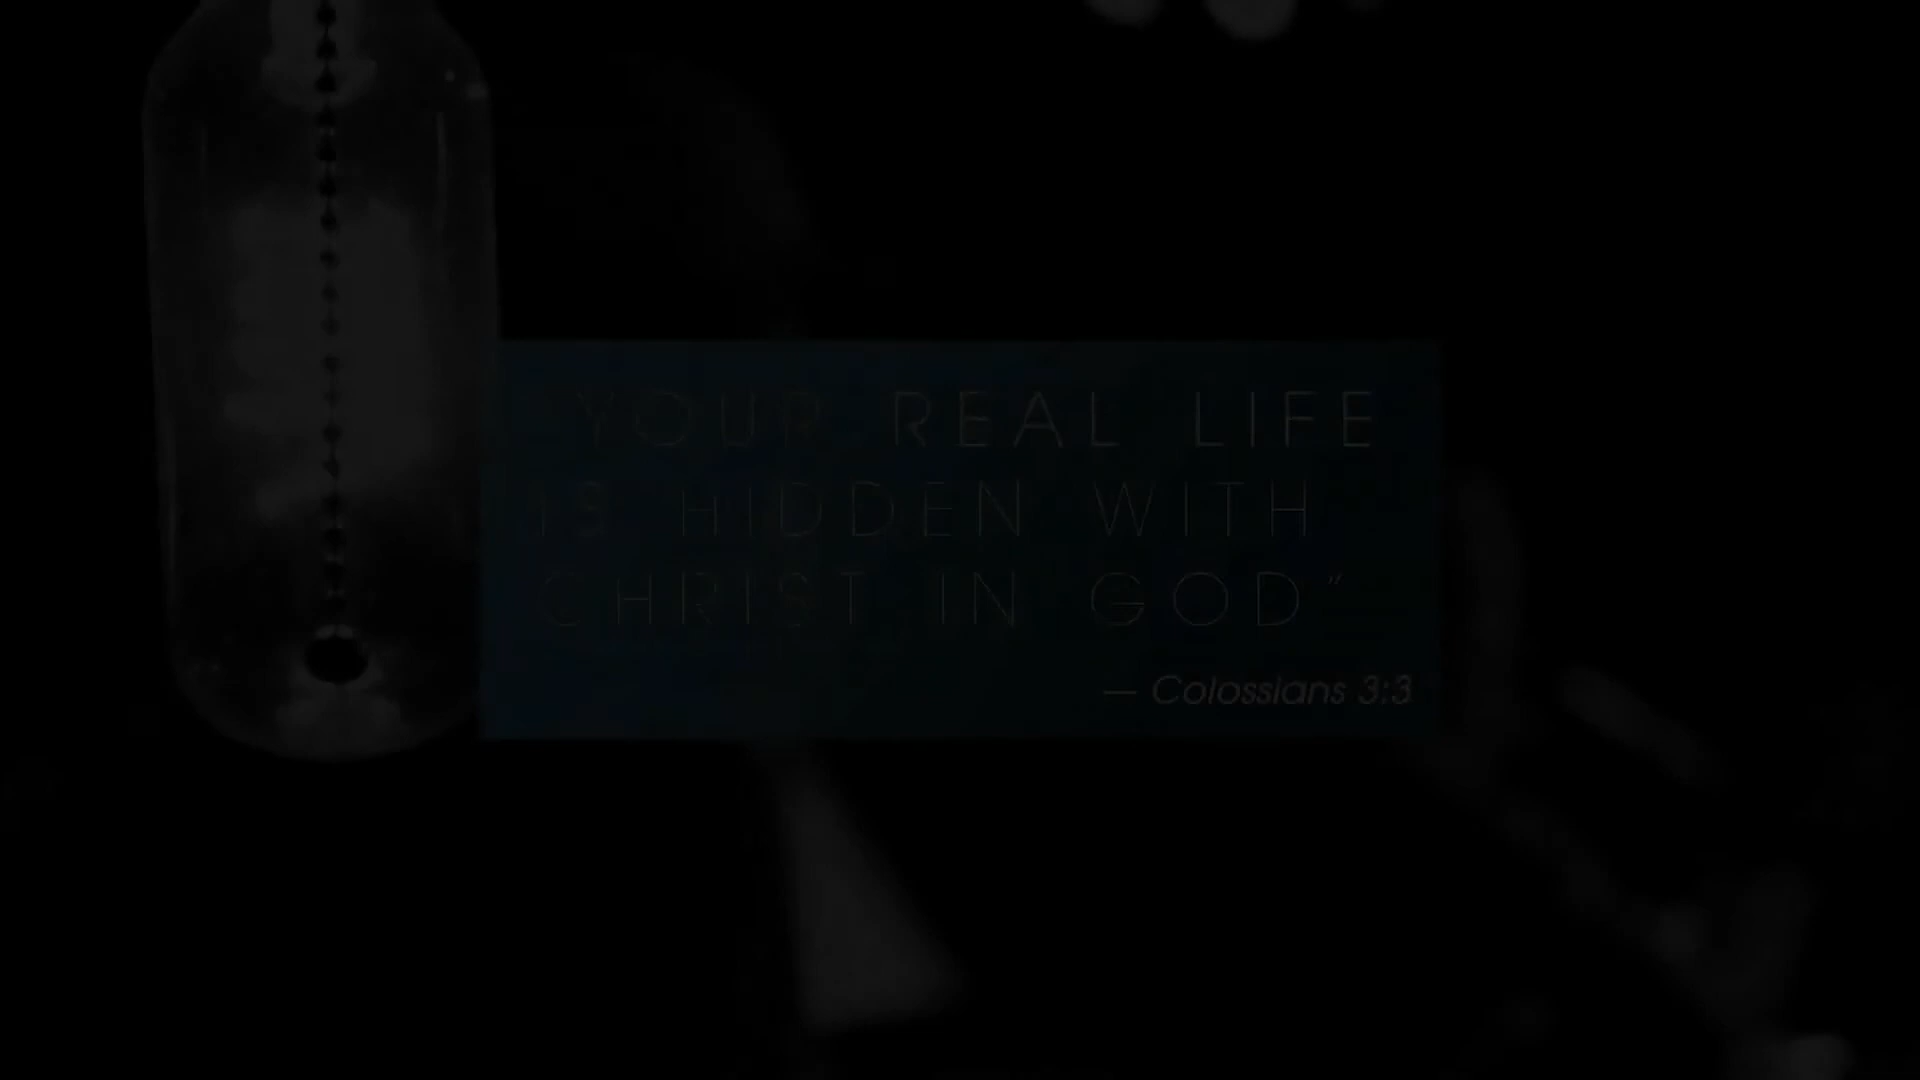 "YOUR REAL LIFE
IS HIDDEN WITH
CHRIST IN GOD"
— Colossians 3:3